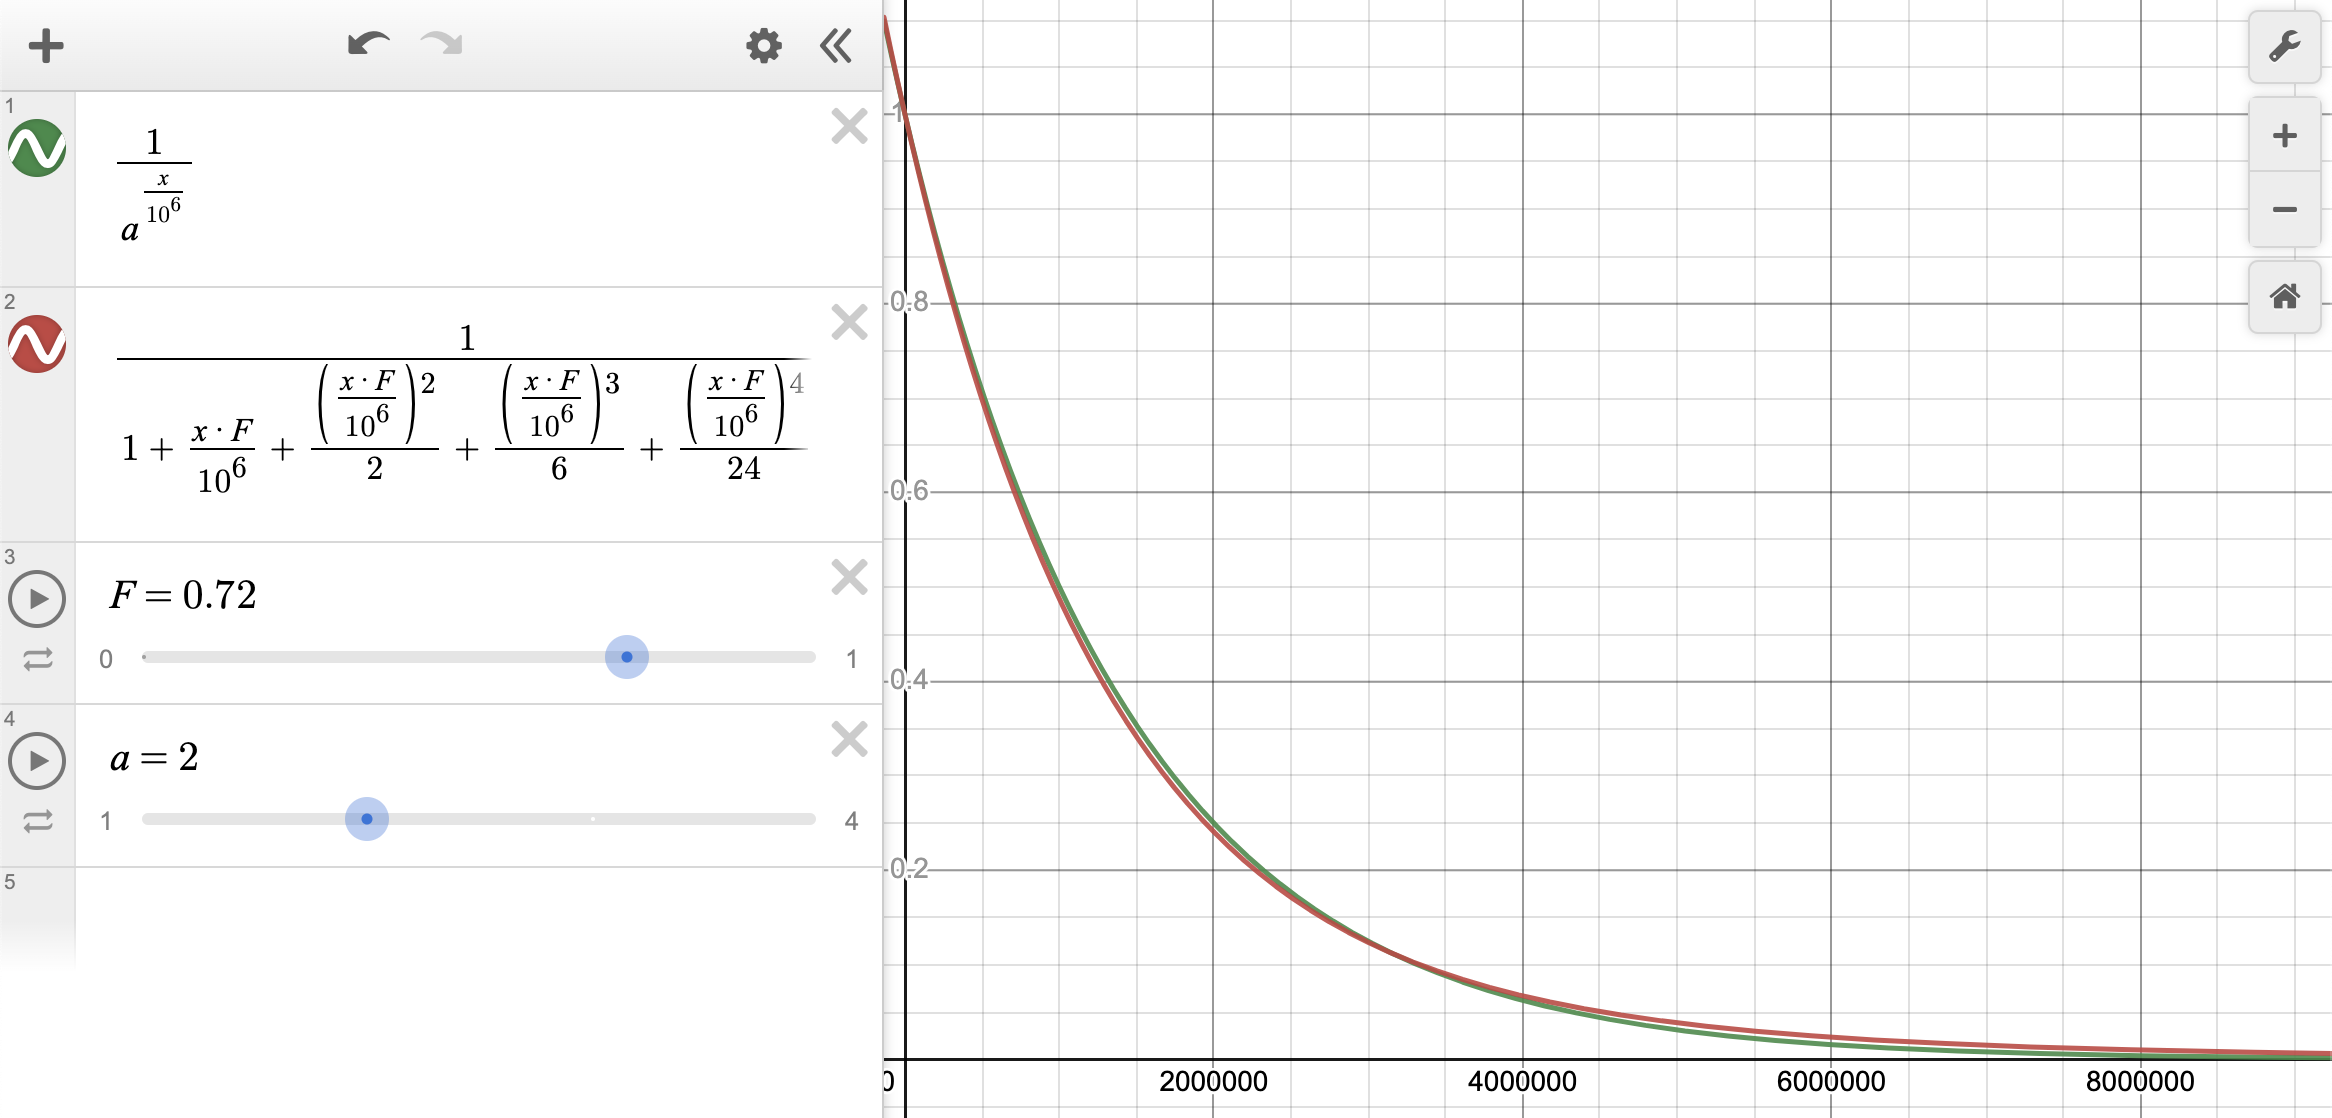 1
1
a^(x/10^6)
2
1
1 + x · F/10^6 + (x · F/10^6)^2/2 + (x · F/10^6)^3/6 + (x · F/10^6)^4/24
3
F = 0.72
0 1
4
a = 2
1 4
5
1
0.8
0.6
0.4
0.2
0 2000000 4000000 6000000 8000000